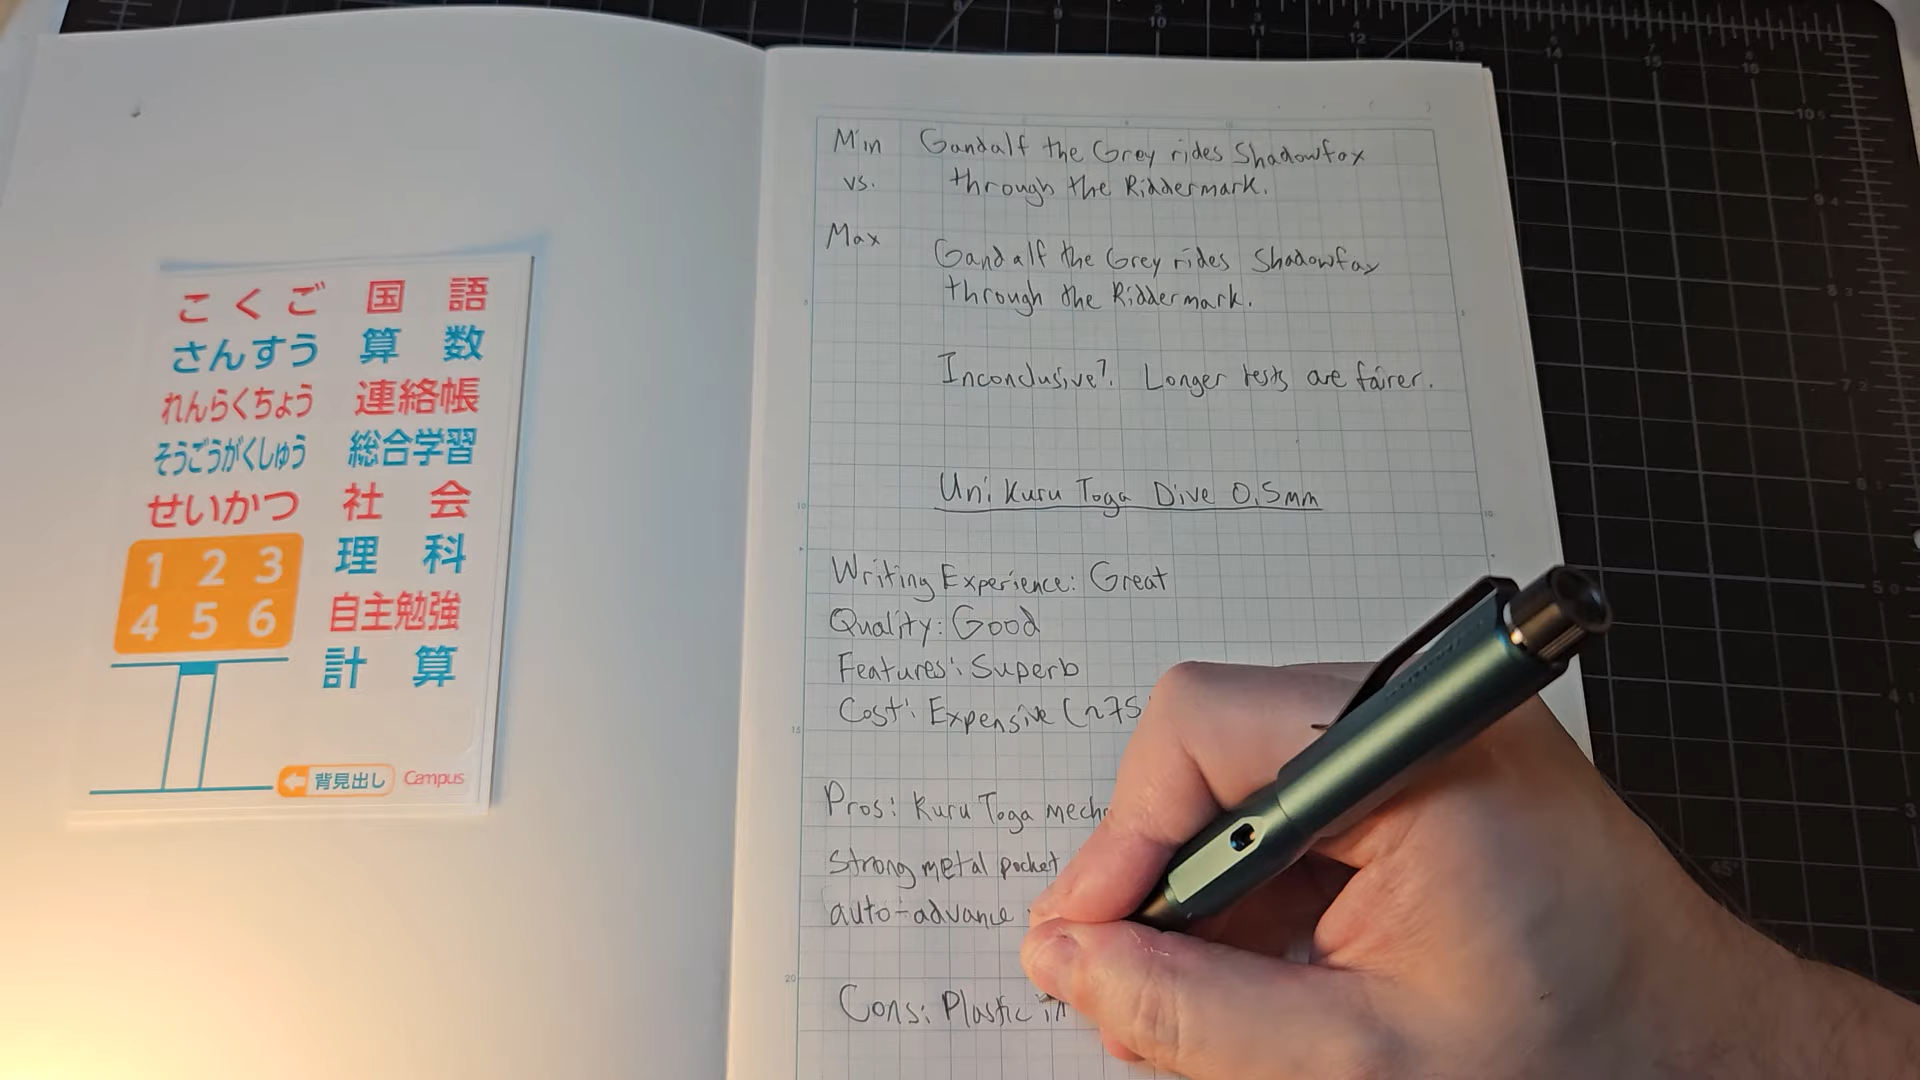 こくご 国語
さんすう 算数
れんらくちょう 連絡帳
そうごうがくしゅう 総合学習
せいかつ 社会
理科
自主勉強
計算
1 2 3
4 5 6
背見出し Campus
Min Gandalf the Grey rides Shadowfax
vs. through the Riddermark.
Max Gandalf the Grey rides Shadowfax
through the Riddermark.
Inconclusive?. Longer tests are fairer.
Uni Kuru Toga Dive 0.5mm
Writing Experience: Great
Quality: Good
Features: Superb
Cost: Expensive (~75
Pros: Kuru Toga mecha
Strong metal pocket
auto-advance
Cons: Plastic in